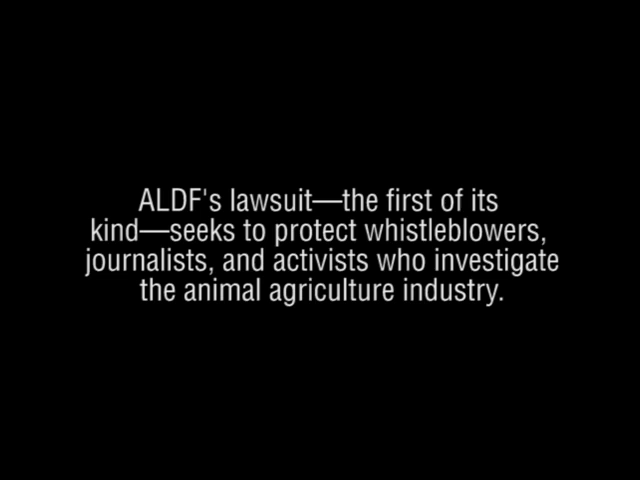 ALDF's lawsuit—the first of its
kind—seeks to protect whistleblowers,
journalists, and activists who investigate
the animal agriculture industry.